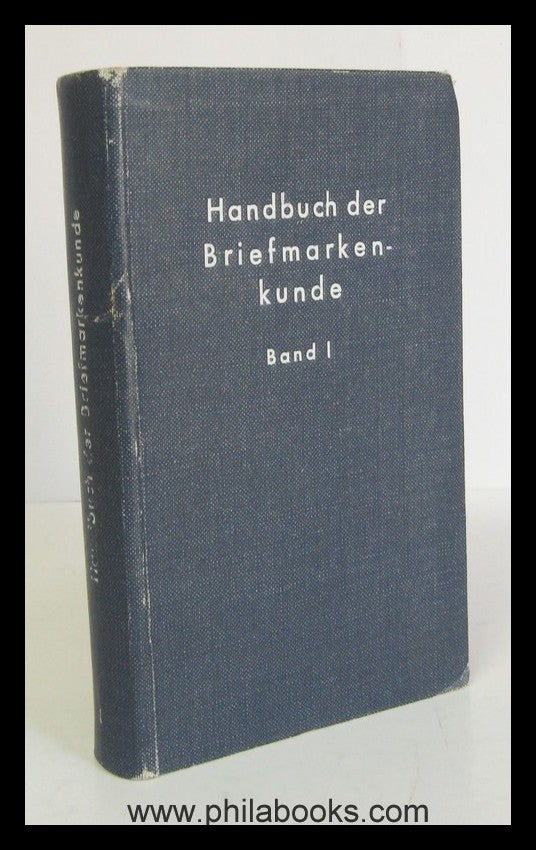 Handbuch der
Briefmarken-
kunde
Band I
Handbuch der Briefmarkenkunde
www.philabooks.com